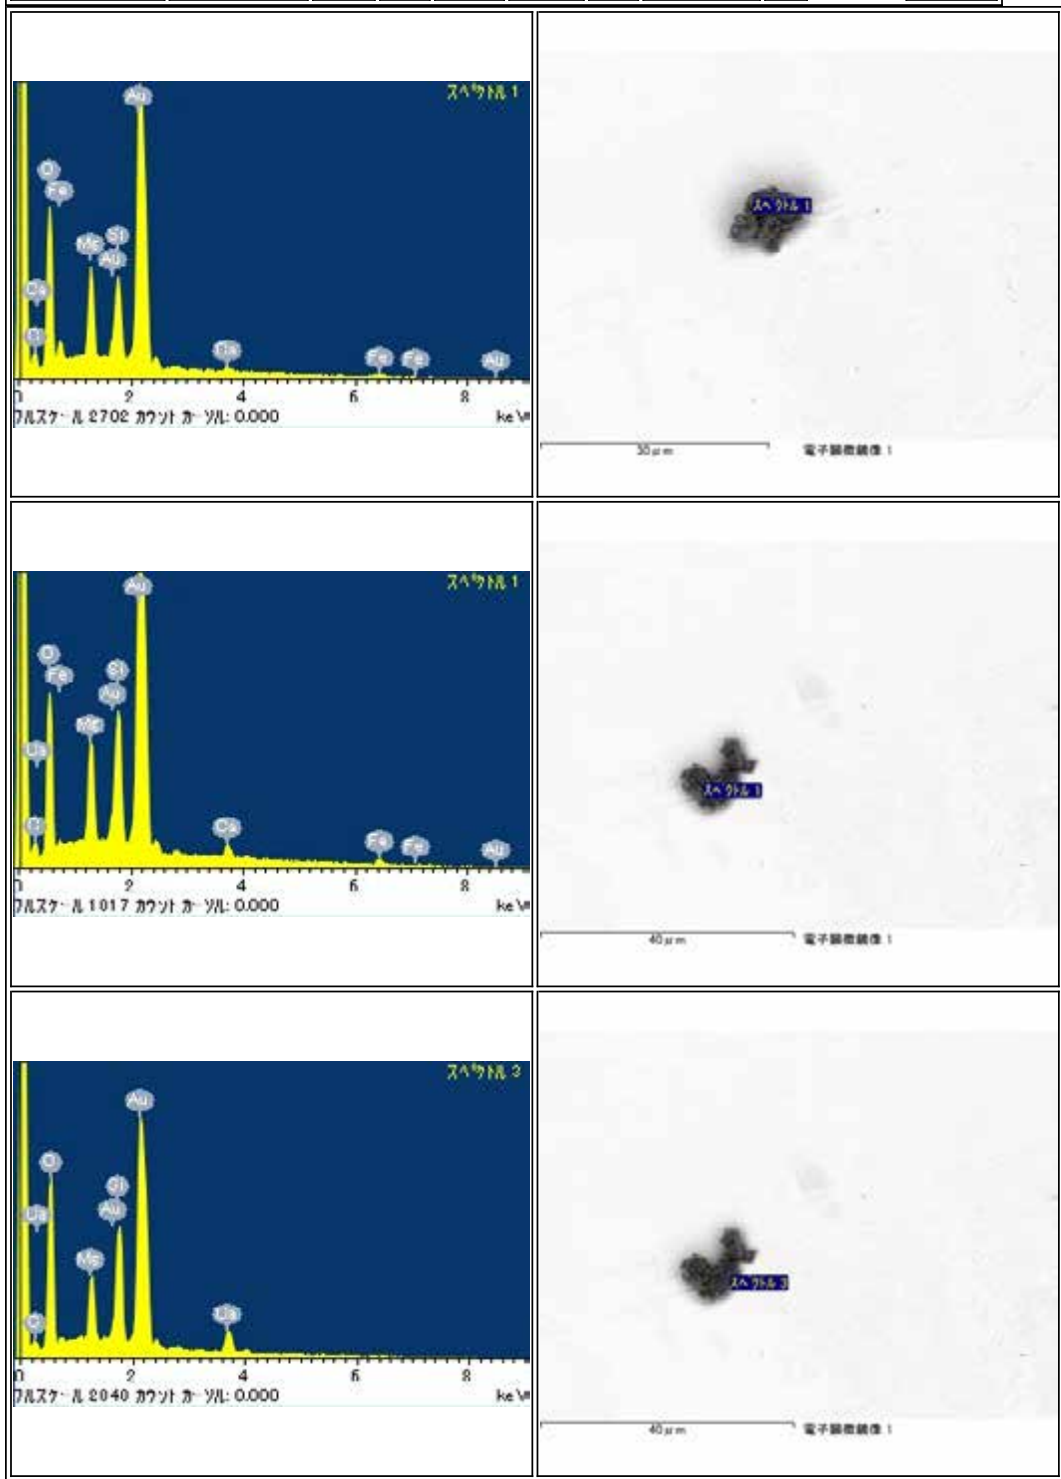 スペクトル 1
Au
O
Fe
Mg
Si
Au
Ca
C
Ca
Fe
Fe
Au
0 2 4 6 8
フルスケール 2702 カウント カーソル: 0.000 keV
スペクトル 1
30μm
電子顕微鏡像 1
スペクトル 1
Au
O
Fe
Si
Au
Mg
Ca
C
Ca
Fe
Fe
Au
0 2 4 6 8
フルスケール 1017 カウント カーソル: 0.000 keV
スペクトル 1
40μm
電子顕微鏡像 1
スペクトル 3
Au
O
Si
Au
Ca
Mg
C
Ca
0 2 4 6 8
フルスケール 2040 カウント カーソル: 0.000 keV
スペクトル 3
40μm
電子顕微鏡像 1